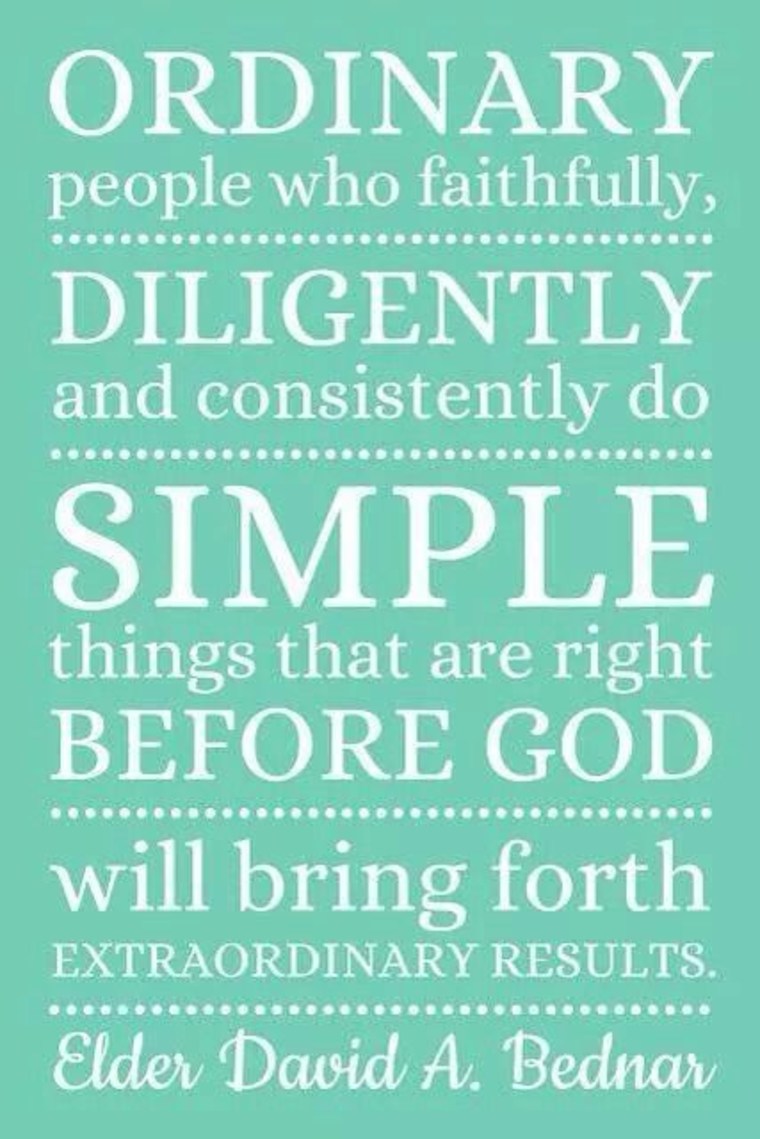 ORDINARY
people who faithfully,
DILIGENTLY
and consistently do
SIMPLE
things that are right
BEFORE GOD
will bring forth
EXTRAORDINARY RESULTS.
Elder David A. Bednar